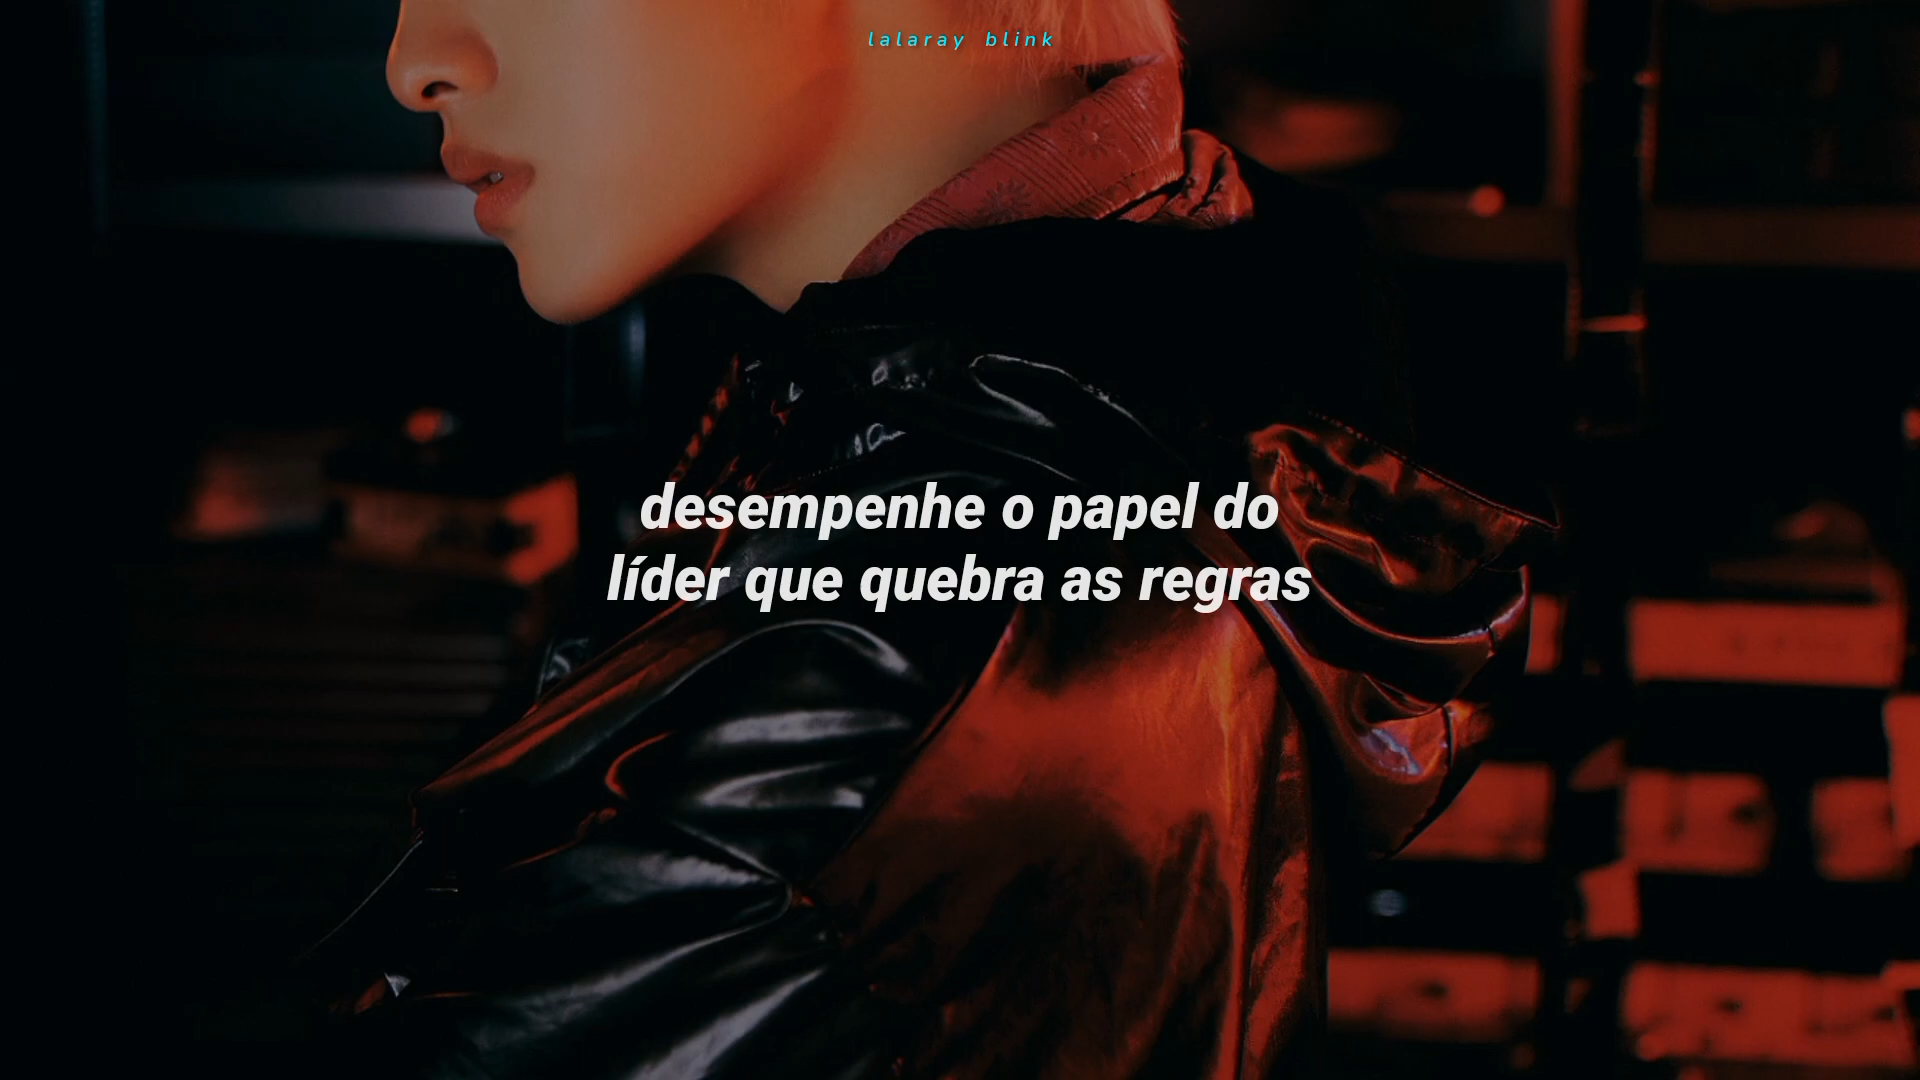 lalaray blink
desempenhe o papel do
líder que quebra as regras